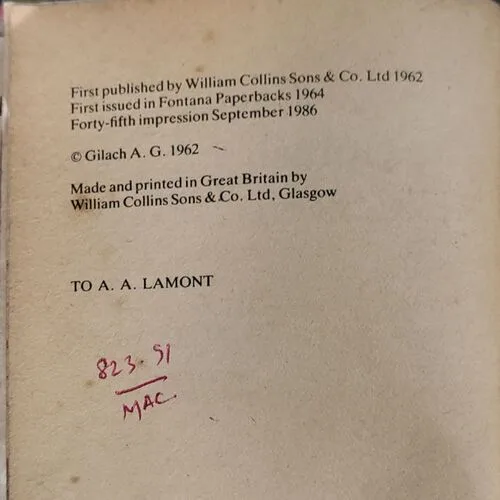 First published by William Collins Sons & Co. Ltd 1962
First issued in Fontana Paperbacks 1964
Forty-fifth impression September 1986
© Gilach A. G. 1962
Made and printed in Great Britain by
William Collins Sons & Co. Ltd, Glasgow
TO A. A. LAMONT
823.91
MAC.